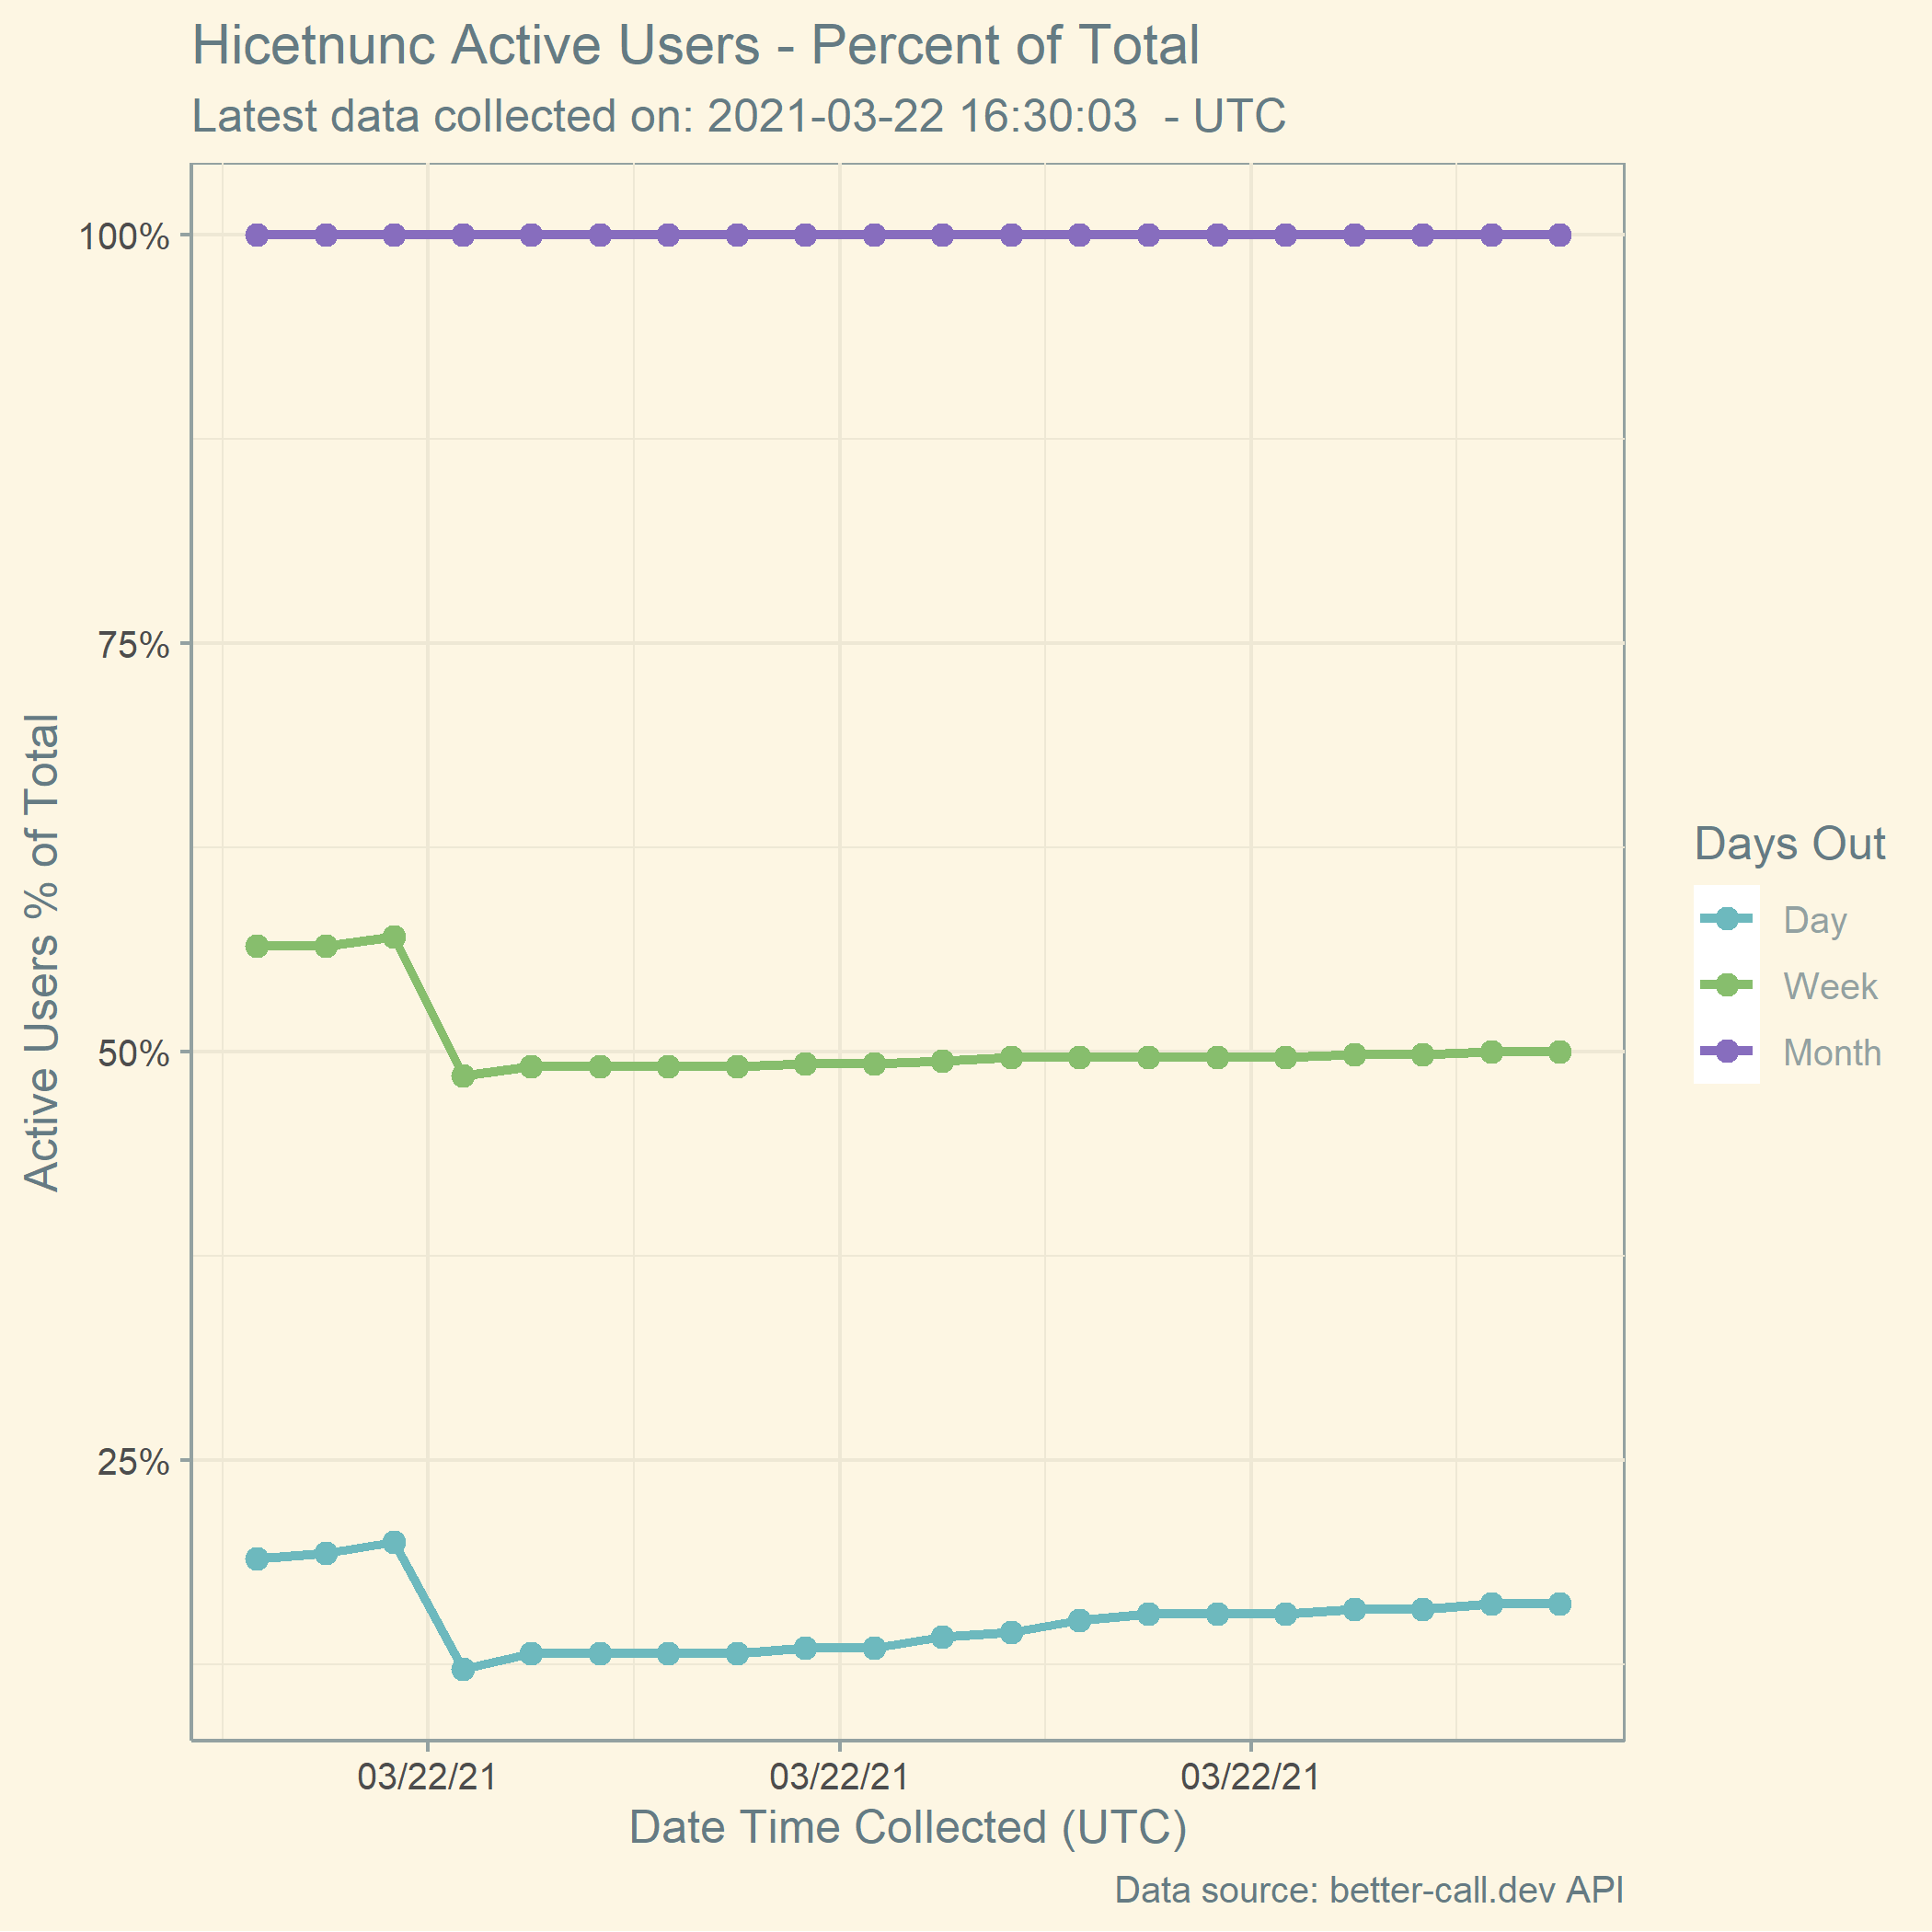 Hicetnunc Active Users - Percent of Total
Latest data collected on: 2021-03-22 16:30:03  - UTC
100%
75%
50%
25%
Active Users % of Total
Days Out
Day
Week
Month
03/22/21 03/22/21 03/22/21
Date Time Collected (UTC)
Data source: better-call.dev API